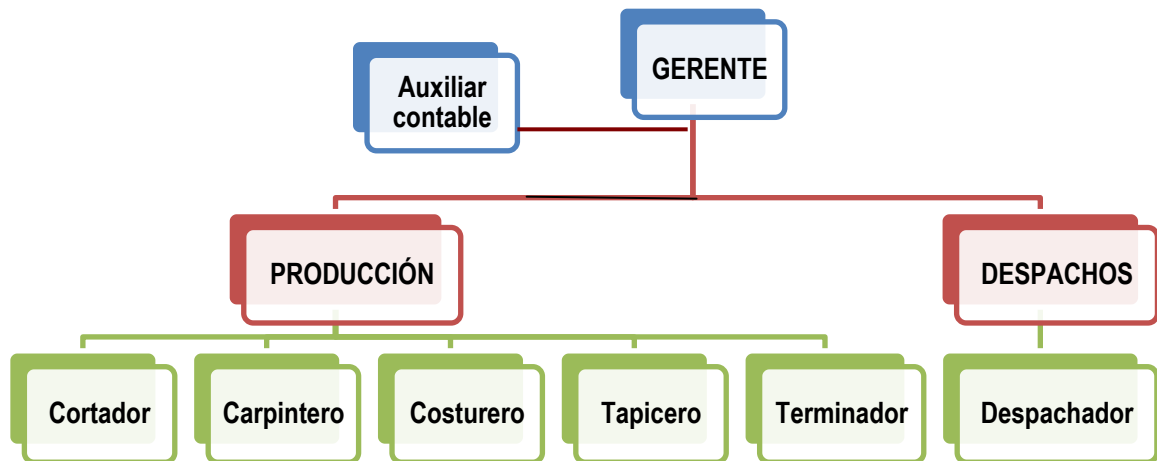 GERENTE
Auxiliar
contable
PRODUCCIÓN
DESPACHOS
Cortador
Carpintero
Costurero
Tapicero
Terminador
Despachador